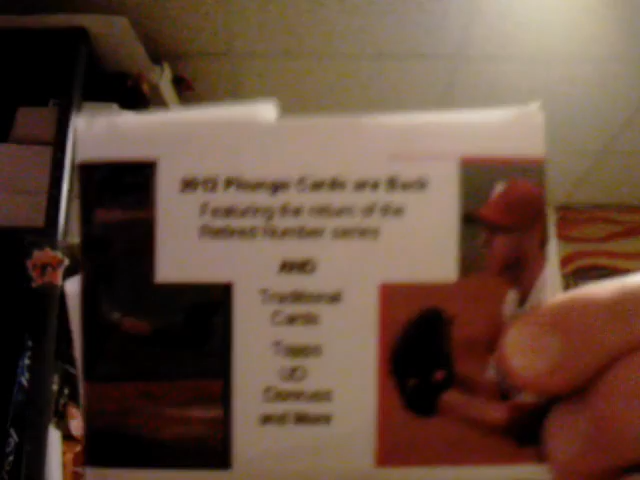 2012 Plunge Cards are Back
Featuring the return of the
Retired Number series
AND
Traditional
Cards
Topps
UD
Donruss
and More